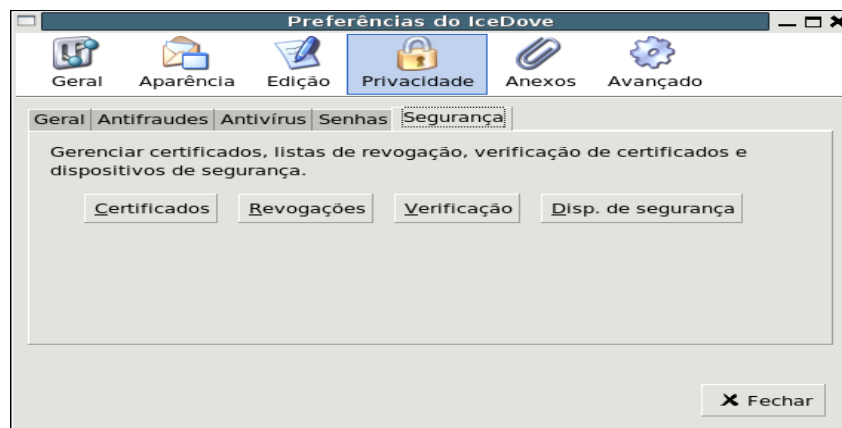 Preferências do IceDove
Geral Aparência Edição Privacidade Anexos Avançado
Geral Antifraudes Antivírus Senhas Segurança
Gerenciar certificados, listas de revogação, verificação de certificados e
dispositivos de segurança.
Certificados Revogações Verificação Disp. de segurança
Fechar